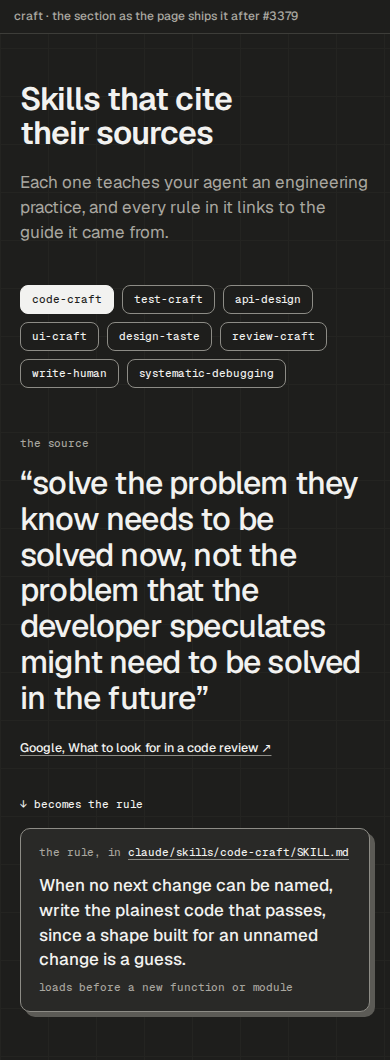 craft · the section as the page ships it after #3379
Skills that cite
their sources
Each one teaches your agent an engineering
practice, and every rule in it links to the
guide it came from.
code-craft test-craft api-design
ui-craft design-taste review-craft
write-human systematic-debugging
the source
“solve the problem they
know needs to be
solved now, not the
problem that the
developer speculates
might need to be solved
in the future”
Google, What to look for in a code review ↗
↓ becomes the rule
the rule, in claude/skills/code-craft/SKILL.md
When no next change can be named,
write the plainest code that passes,
since a shape built for an unnamed
change is a guess.
loads before a new function or module